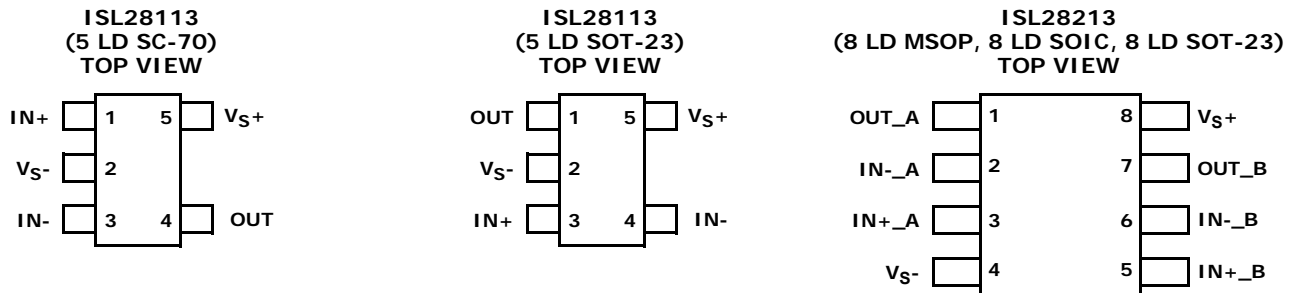 ISL28113
(5 LD SC-70)
TOP VIEW
IN+ 1 5 VS+
VS- 2
IN- 3 4 OUT
ISL28113
(5 LD SOT-23)
TOP VIEW
OUT 1 5 VS+
VS- 2
IN+ 3 4 IN-
ISL28213
(8 LD MSOP, 8 LD SOIC, 8 LD SOT-23)
TOP VIEW
OUT_A 1 8 VS+
IN-_A 2 7 OUT_B
IN+_A 3 6 IN-_B
VS- 4 5 IN+_B